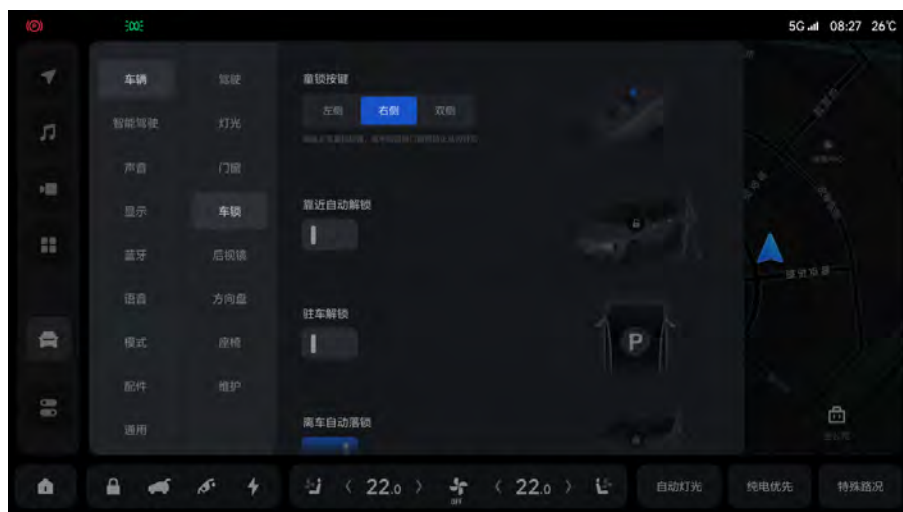 5G 08:27 26℃
车辆
智能驾驶
声音
显示
蓝牙
语音
模式
配件
通用
驾驶
灯光
门窗
车锁
后视镜
方向盘
座椅
维护
童锁按键
左侧 右侧 双侧
靠近自动解锁
驻车解锁
P
离车自动落锁
22.0
OFF
22.0
自动灯光
纯电优先
特殊路况